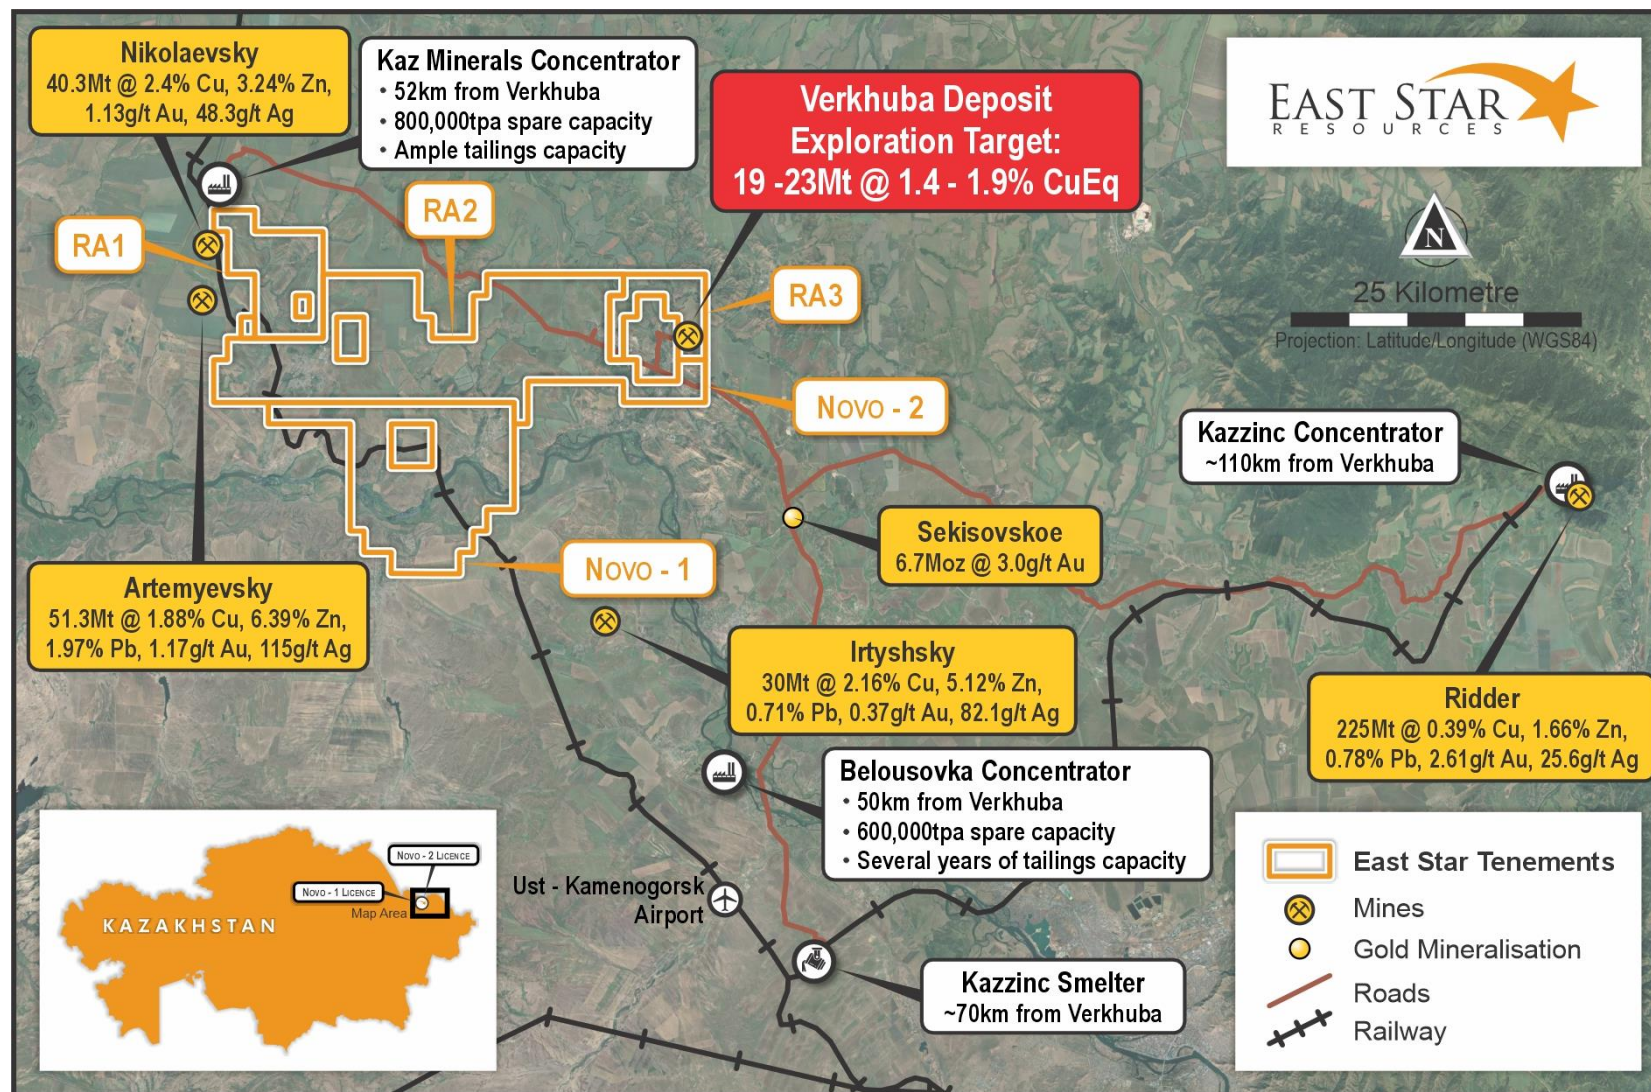 Nikolaevsky
40.3Mt @ 2.4% Cu, 3.24% Zn,
1.13g/t Au, 48.3g/t Ag
Kaz Minerals Concentrator
• 52km from Verkhuba
• 800,000tpa spare capacity
• Ample tailings capacity
Verkhuba Deposit
Exploration Target:
19 -23Mt @ 1.4 - 1.9% CuEq
EAST STAR
RESOURCES
N
25 Kilometre
Projection: Latitude/Longitude (WGS84)
RA1
RA2
RA3
NOVO - 2
Kazzinc Concentrator
~110km from Verkhuba
Sekisovskoe
6.7Moz @ 3.0g/t Au
NOVO - 1
Artemyevsky
51.3Mt @ 1.88% Cu, 6.39% Zn,
1.97% Pb, 1.17g/t Au, 115g/t Ag
Irtyshsky
30Mt @ 2.16% Cu, 5.12% Zn,
0.71% Pb, 0.37g/t Au, 82.1g/t Ag
Ridder
225Mt @ 0.39% Cu, 1.66% Zn,
0.78% Pb, 2.61g/t Au, 25.6g/t Ag
Belousovka Concentrator
• 50km from Verkhuba
• 600,000tpa spare capacity
• Several years of tailings capacity
Ust - Kamenogorsk
Airport
Kazzinc Smelter
~70km from Verkhuba
NOVO - 2 LICENCE
NOVO - 1 LICENCE
Map Area
KAZAKHSTAN
East Star Tenements
Mines
Gold Mineralisation
Roads
Railway